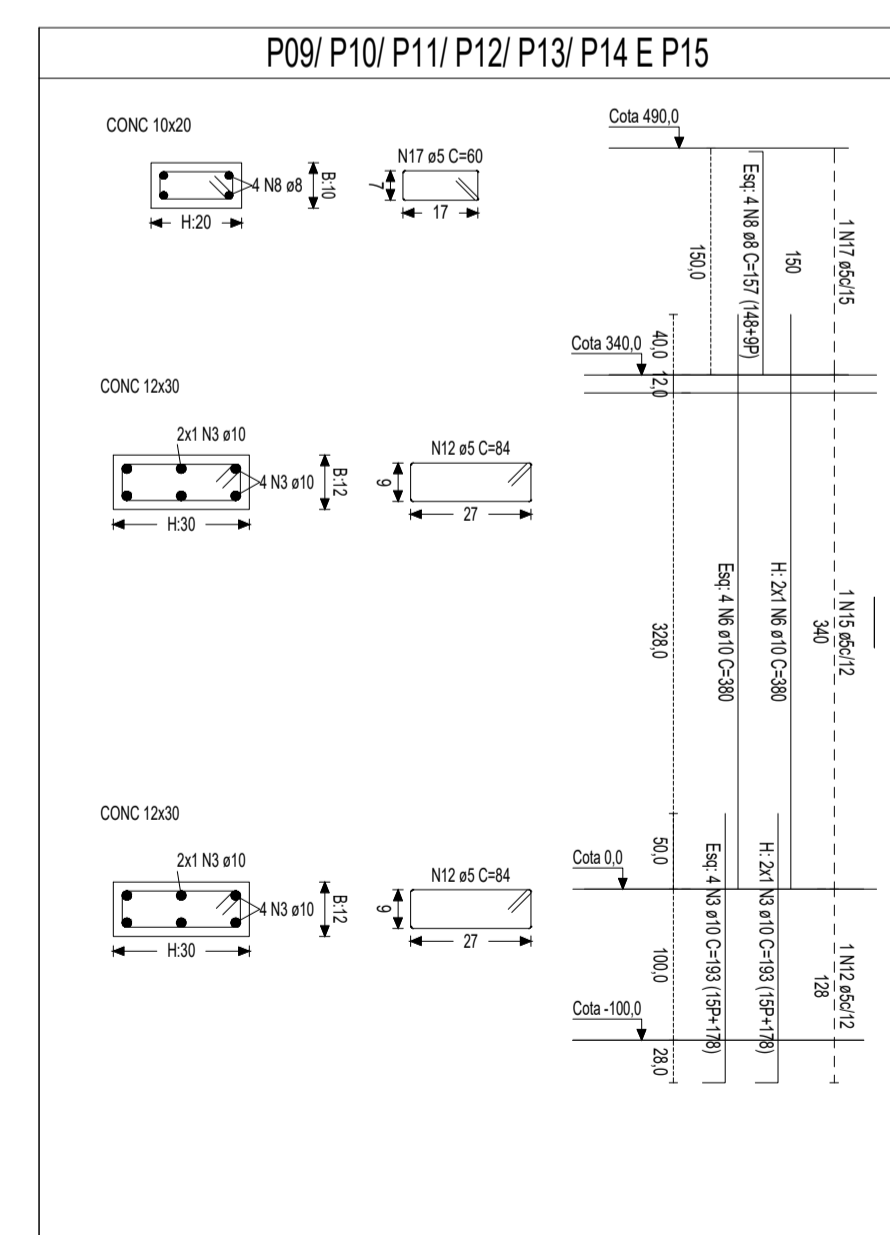 P09/ P10/ P11/ P12/ P13/ P14 E P15
CONC 10x20
4 N8 ø8
B:10
H:20
N17 ø5 C=60
7
17
Cota 490,0
150,0
Esq: 4 N8 ø8 C=157 (148+9P)
150
1 N17 ø5c/15
Cota 340,0
40,0
12,0
CONC 12x30
2x1 N3 ø10
4 N3 ø10
B:12
H:30
N12 ø5 C=84
9
27
328,0
Esq: 4 N6 ø10 C=380
H: 2x1 N6 ø10 C=380
340
1 N15 ø5c/12
CONC 12x30
2x1 N3 ø10
4 N3 ø10
B:12
H:30
N12 ø5 C=84
9
27
Cota 0,0
50,0
100,0
Cota -100,0
28,0
Esq: 4 N3 ø10 C=193 (15P+178)
H: 2x1 N3 ø10 C=193 (15P+178)
128
1 N12 ø5c/12